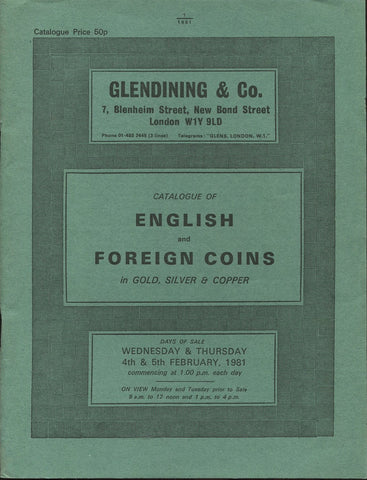 1
1981
Catalogue Price 50p
GLENDINING & Co.
7, Blenheim Street, New Bond Street
London W1Y 9LD
Phone 01-493 2445 (3 lines) Telegrams: "GLENS, LONDON, W.1."
CATALOGUE OF
ENGLISH
and
FOREIGN COINS
in GOLD, SILVER & COPPER
DAYS OF SALE
WEDNESDAY & THURSDAY
4th & 5th FEBRUARY, 1981
commencing at 1.00 p.m. each day
ON VIEW Monday and Tuesday prior to Sale
9 a.m. to 12 noon and 1 p.m. to 4 p.m.